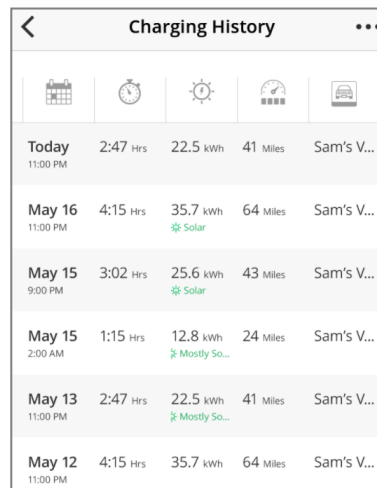 Charging History
Today 2:47 Hrs 22.5 kWh 41 Miles Sam's V...
11:00 PM
May 16 4:15 Hrs 35.7 kWh 64 Miles Sam's V...
11:00 PM Solar
May 15 3:02 Hrs 25.6 kWh 43 Miles Sam's V...
9:00 PM Solar
May 15 1:15 Hrs 12.8 kWh 24 Miles Sam's V...
2:00 AM Mostly So...
May 13 2:47 Hrs 22.5 kWh 41 Miles Sam's V...
11:00 PM Mostly So...
May 12 4:15 Hrs 35.7 kWh 64 Miles Sam's V...
11:00 PM